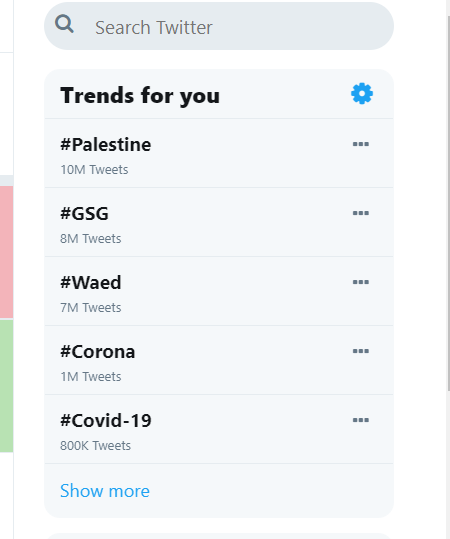 Search Twitter
Trends for you
#Palestine
10M Tweets
#GSG
8M Tweets
#Waed
7M Tweets
#Corona
1M Tweets
#Covid-19
800K Tweets
Show more